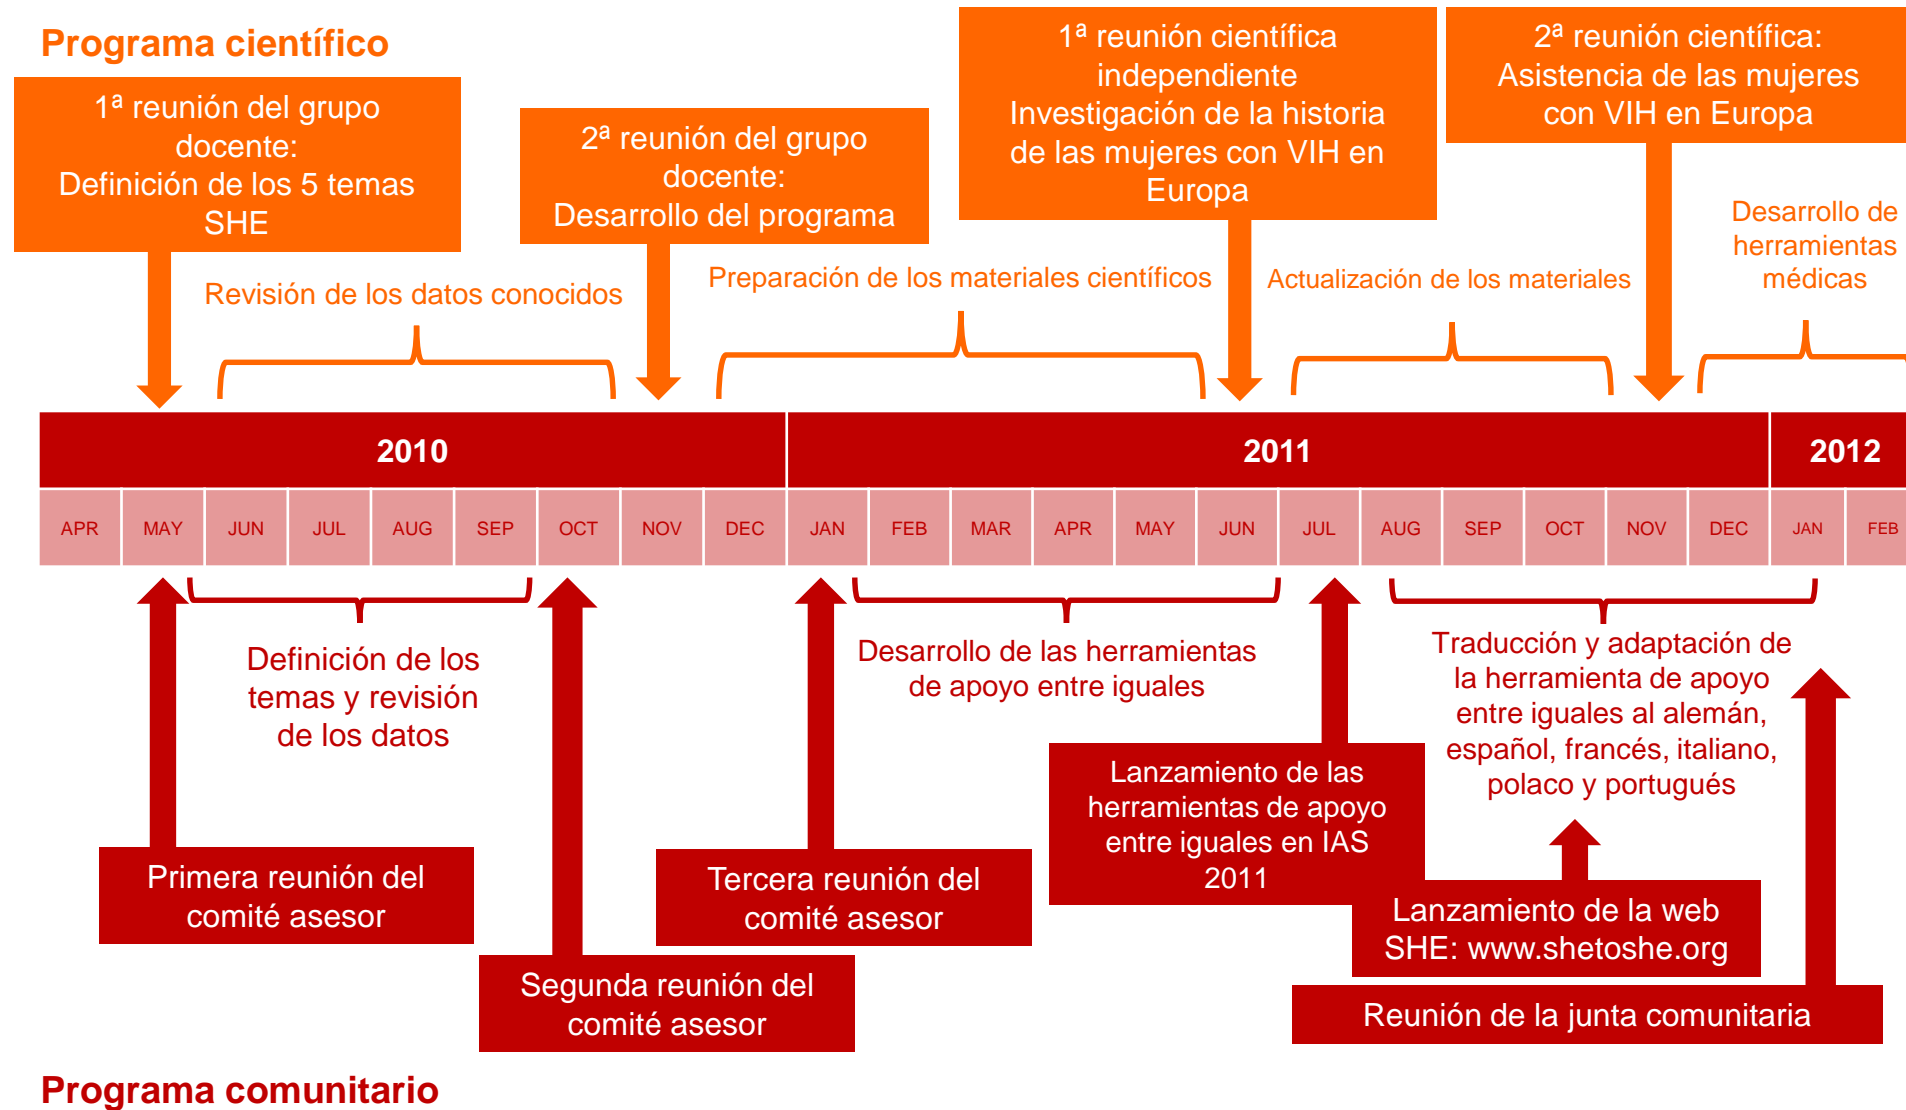 Programa científico
1ª reunión del grupo
docente:
Definición de los 5 temas
SHE
2ª reunión del grupo
docente:
Desarrollo del programa
1ª reunión científica
independiente
Investigación de la historia
de las mujeres con VIH en
Europa
2ª reunión científica:
Asistencia de las mujeres
con VIH en Europa
Revisión de los datos conocidos
Preparación de los materiales científicos
Actualización de los materiales
Desarrollo de
herramientas
médicas
2010 2011 2012
APR MAY JUN JUL AUG SEP OCT NOV DEC JAN FEB MAR APR MAY JUN JUL AUG SEP OCT NOV DEC JAN FEB
Definición de los
temas y revisión
de los datos
Desarrollo de las herramientas
de apoyo entre iguales
Traducción y adaptación de
la herramienta de apoyo
entre iguales al alemán,
español, francés, italiano,
polaco y portugués
Primera reunión del
comité asesor
Segunda reunión del
comité asesor
Tercera reunión del
comité asesor
Lanzamiento de las
herramientas de apoyo
entre iguales en IAS
2011
Lanzamiento de la web
SHE: www.shetoshe.org
Reunión de la junta comunitaria
Programa comunitario